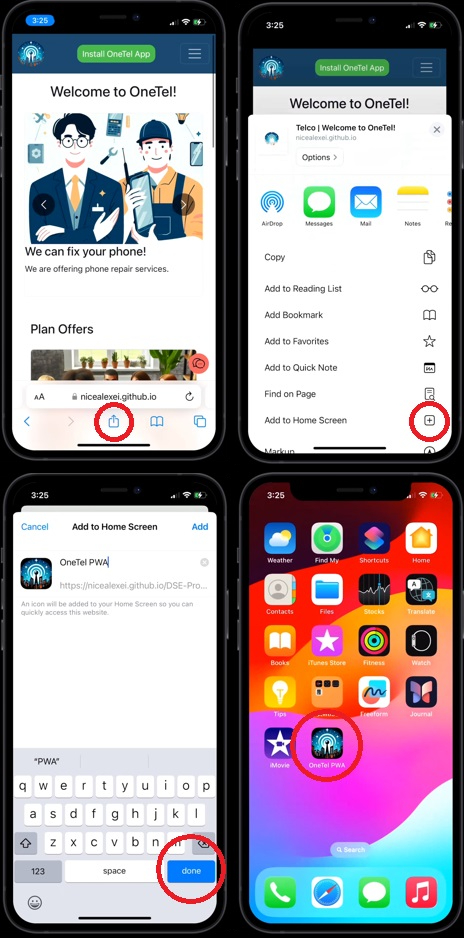 3:25
Install OneTel App
Welcome to OneTel!
We can fix your phone!
We are offering phone repair services.
Plan Offers
AA
nicealexei.github.io
3:25
Install OneTel App
Welcome to OneTel!
Telco | Welcome to OneTel!
nicealexei.github.io
Options >
AirDrop
Messages
Mail
Notes
Re
Copy
Add to Reading List
Add Bookmark
Add to Favorites
Add to Quick Note
Find on Page
Add to Home Screen
Markup
3:25
Cancel
Add to Home Screen
Add
OneTel PWA
https://nicealexei.github.io/DSE-Pro...
An icon will be added to your Home Screen so you can
quickly access this website.
“PWA”
q w e r t y u i o p
a s d f g h j k l
z x c v b n m
123
space
done
3:25
Weather
Find My
Shortcuts
Home
Contacts
Files
Stocks
Translate
Books
iTunes Store
Fitness
Watch
Tips
Freeform
Journal
iMovie
OneTel PWA
Search